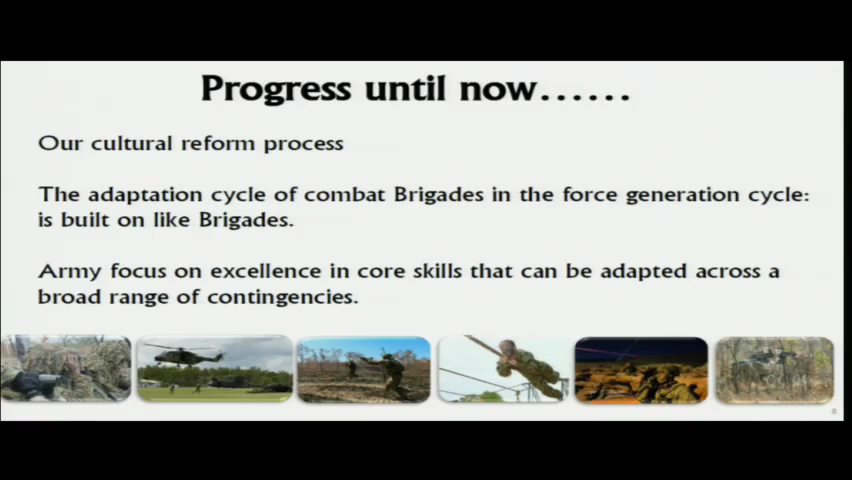 Progress until now......
Our cultural reform process
The adaptation cycle of combat Brigades in the force generation cycle:
is built on like Brigades.
Army focus on excellence in core skills that can be adapted across a
broad range of contingencies.
8